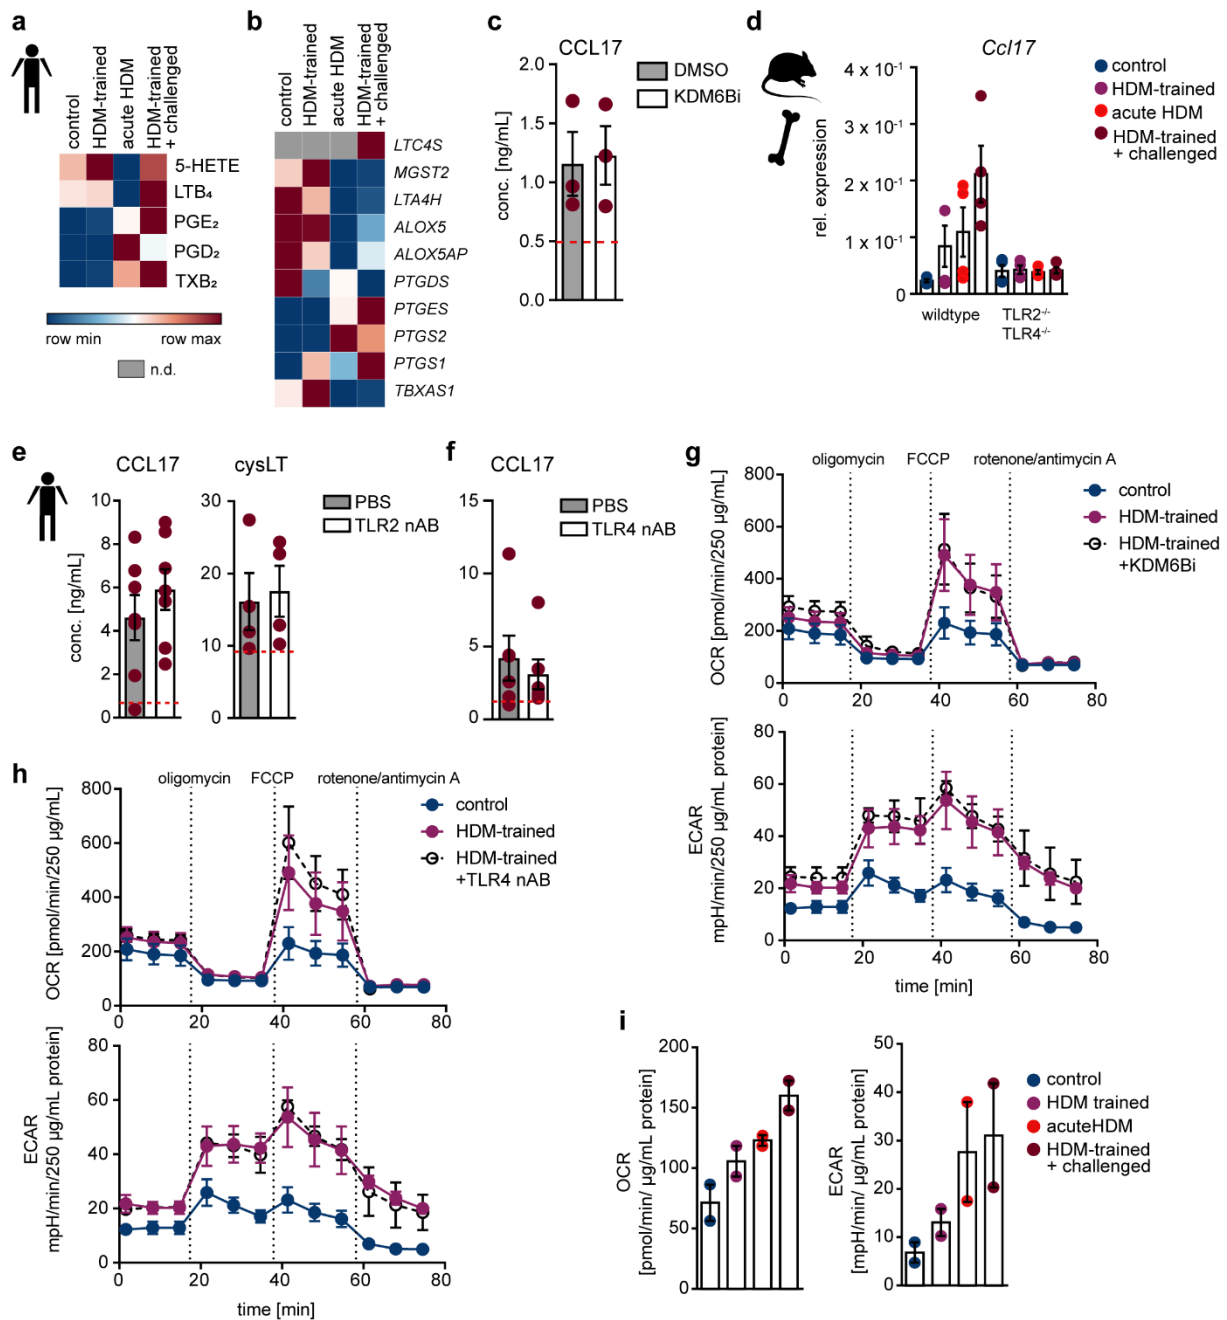 a
control
HDM-trained
acute HDM
HDM-trained
+ challenged
5-HETE
LTB₄
PGE₂
PGD₂
TXB₂
row min
row max
n.d.
b
control
HDM-trained
acute HDM
HDM-trained
+ challenged
LTC4S
MGST2
LTA4H
ALOX5
ALOX5AP
PTGDS
PTGES
PTGS2
PTGS1
TBXAS1
c
CCL17
DMSO
KDM6Bi
conc. [ng/mL]
2.0
1.5
1.0
0.5
0.0
d
Ccl17
control
HDM-trained
acute HDM
HDM-trained
+ challenged
rel. expression
4 x 10⁻¹
3 x 10⁻¹
2 x 10⁻¹
1 x 10⁻¹
0
wildtype
TLR2⁻/⁻
TLR4⁻/⁻
e
CCL17
conc. [ng/mL]
10
8
6
4
2
0
cysLT
30
20
10
0
PBS
TLR2 nAB
f
CCL17
15
10
5
0
PBS
TLR4 nAB
g
oligomycin
FCCP
rotenone/antimycin A
control
HDM-trained
HDM-trained
+KDM6Bi
OCR [pmol/min/250 µg/mL]
800
600
400
200
0
0
20
40
60
80
ECAR
mpH/min/250 µg/mL protein]
80
60
40
20
0
0
20
40
60
80
time [min]
h
oligomycin
FCCP
rotenone/antimycin A
control
HDM-trained
HDM-trained
+TLR4 nAB
OCR [pmol/min/250 µg/mL]
800
600
400
200
0
0
20
40
60
80
ECAR
mpH/min/250 µg/mL protein]
80
60
40
20
0
0
20
40
60
80
time [min]
i
OCR
[pmol/min/ µg/mL protein]
200
150
100
50
0
ECAR
[mpH/min/ µg/mL protein]
50
40
30
20
10
0
control
HDM trained
acuteHDM
HDM-trained
+ challenged